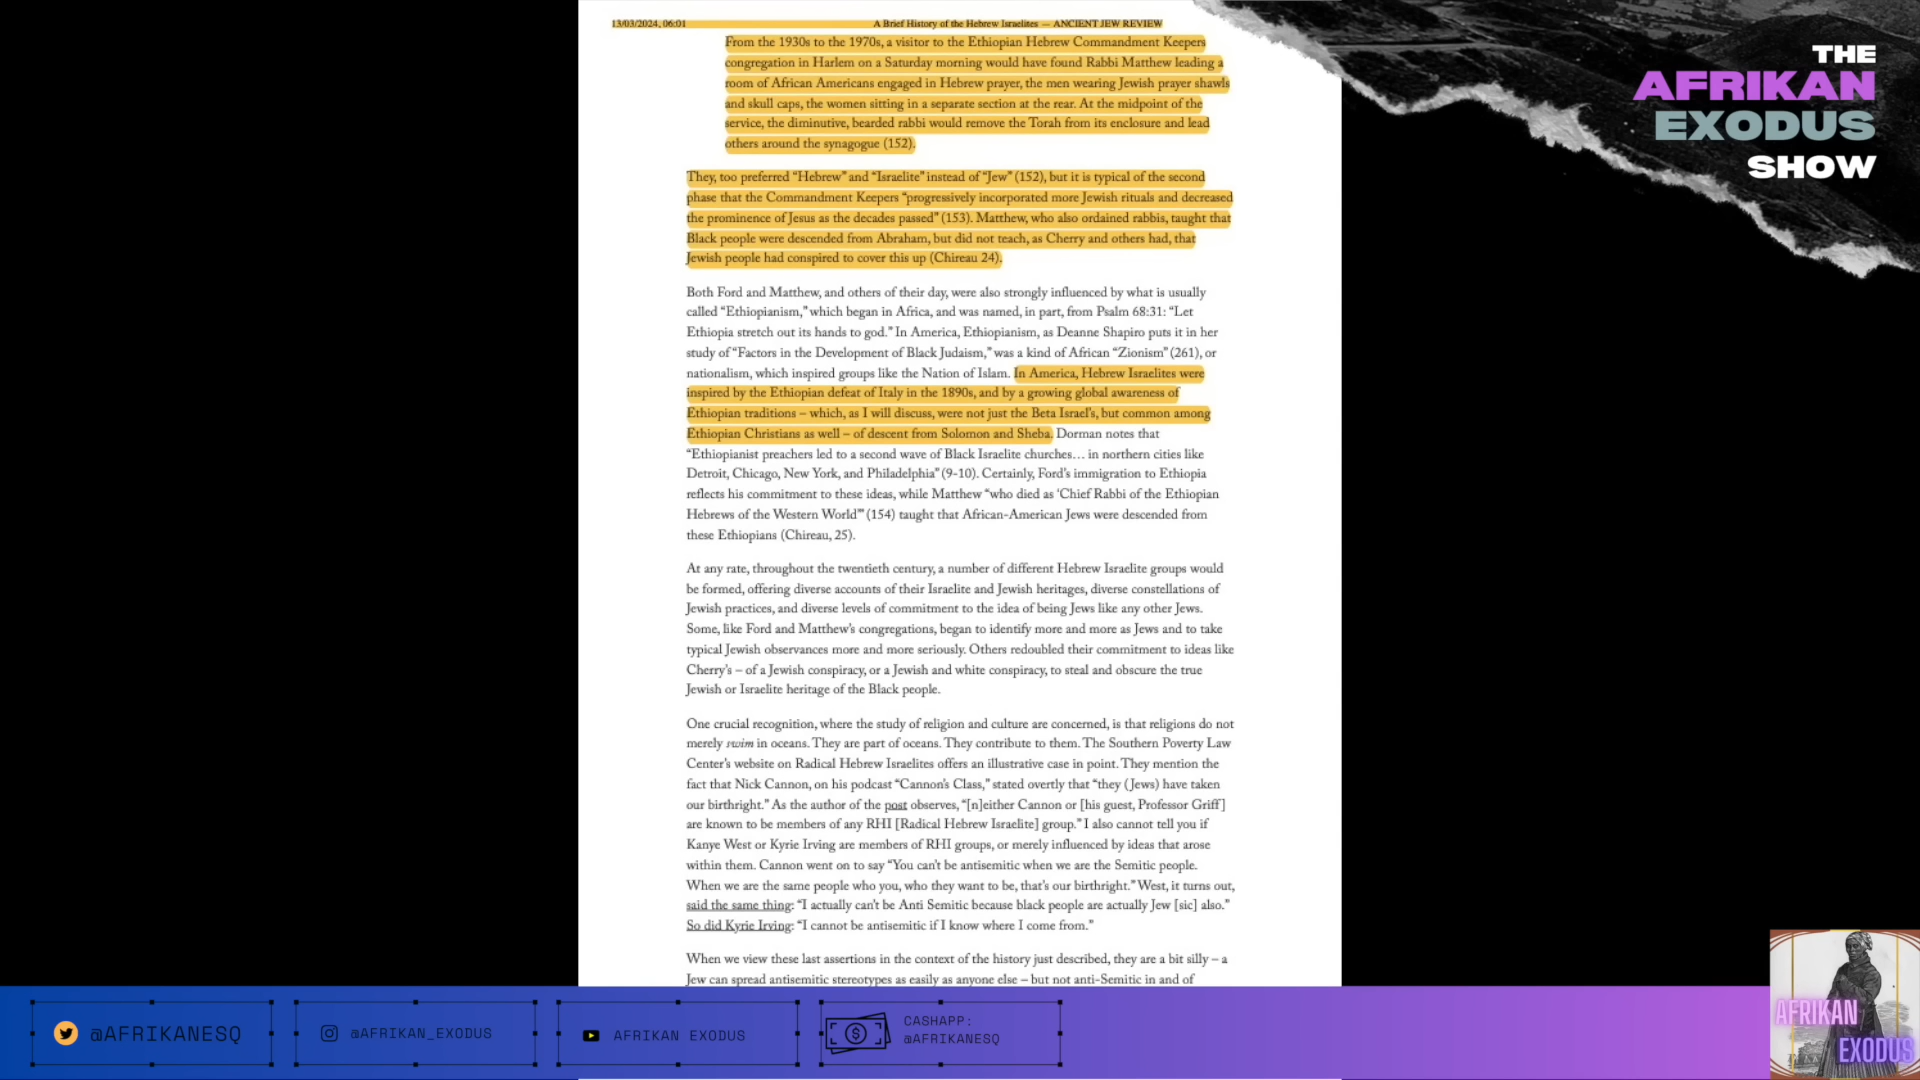 13/03/2024, 06:01
A Brief History of the Hebrew Israelites — ANCIENT JEW REVIEW
From the 1930s to the 1970s, a visitor to the Ethiopian Hebrew Commandment Keepers
congregation in Harlem on a Saturday morning would have found Rabbi Matthew leading a
room of African Americans engaged in Hebrew prayer, the men wearing Jewish prayer shawls
and skull caps, the women sitting in a separate section at the rear. At the midpoint of the
service, the diminutive, bearded rabbi would remove the Torah from its enclosure and lead
others around the synagogue (152).
They, too preferred “Hebrew” and “Israelite” instead of “Jew” (152), but it is typical of the second
phase that the Commandment Keepers “progressively incorporated more Jewish rituals and decreased
the prominence of Jesus as the decades passed” (153). Matthew, who also ordained rabbis, taught that
Black people were descended from Abraham, but did not teach, as Cherry and others had, that
Jewish people had conspired to cover this up (Chireau 24).
Both Ford and Matthew, and others of their day, were also strongly influenced by what is usually
called “Ethiopianism,” which began in Africa, and was named, in part, from Psalm 68:31: “Let
Ethiopia stretch out its hands to god.” In America, Ethiopianism, as Deanne Shapiro puts it in her
study of “Factors in the Development of Black Judaism,” was a kind of African “Zionism” (261), or
nationalism, which inspired groups like the Nation of Islam. In America, Hebrew Israelites were
inspired by the Ethiopian defeat of Italy in the 1890s, and by a growing global awareness of
Ethiopian traditions – which, as I will discuss, were not just the Beta Israel’s, but common among
Ethiopian Christians as well – of descent from Solomon and Sheba. Dorman notes that
“Ethiopianist preachers led to a second wave of Black Israelite churches… in northern cities like
Detroit, Chicago, New York, and Philadelphia” (9-10). Certainly, Ford’s immigration to Ethiopia
reflects his commitment to these ideas, while Matthew “who died as ‘Chief Rabbi of the Ethiopian
Hebrews of the Western World’” (154) taught that African-American Jews were descended from
these Ethiopians (Chireau, 25).
At any rate, throughout the twentieth century, a number of different Hebrew Israelite groups would
be formed, offering diverse accounts of their Israelite and Jewish heritages, diverse constellations of
Jewish practices, and diverse levels of commitment to the idea of being Jews like any other Jews.
Some, like Ford and Matthew’s congregations, began to identify more and more as Jews and to take
typical Jewish observances more and more seriously. Others redoubled their commitment to ideas like
Cherry’s – of a Jewish conspiracy, or a Jewish and white conspiracy, to steal and obscure the true
Jewish or Israelite heritage of the Black people.
One crucial recognition, where the study of religion and culture are concerned, is that religions do not
merely swim in oceans. They are part of oceans. They contribute to them. The Southern Poverty Law
Center’s website on Radical Hebrew Israelites offers an illustrative case in point. They mention the
fact that Nick Cannon, on his podcast “Cannon’s Class,” stated overtly that “they (Jews) have taken
our birthright.” As the author of the post observes, “[n]either Cannon or [his guest, Professor Griff]
are known to be members of any RHI [Radical Hebrew Israelite] group.” I also cannot tell you if
Kanye West or Kyrie Irving are members of RHI groups, or merely influenced by ideas that arose
within them. Cannon went on to say “You can’t be antisemitic when we are the Semitic people.
When we are the same people who you, who they want to be, that’s our birthright.” West, it turns out,
said the same thing: “I actually can’t be Anti Semitic because black people are actually Jew [sic] also.”
So did Kyrie Irving: “I cannot be antisemitic if I know where I come from.”
When we view these last assertions in the context of the history just described, they are a bit silly – a
Jew can spread antisemitic stereotypes as easily as anyone else – but not anti-Semitic in and of
THE
AFRIKAN
EXODUS
SHOW
@AFRIKANESQ
@AFRIKAN_EXODUS
AFRIKAN EXODUS
CASHAPP:
@AFRIKANESQ
AFRIKAN
EXODUS